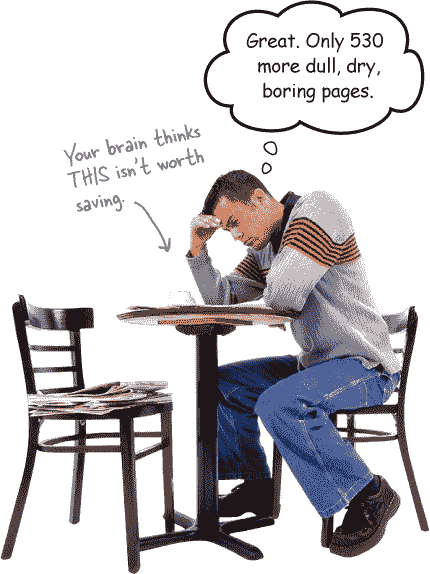 Great. Only 530
more dull, dry,
boring pages.
Your brain thinks
THIS isn't worth
saving.